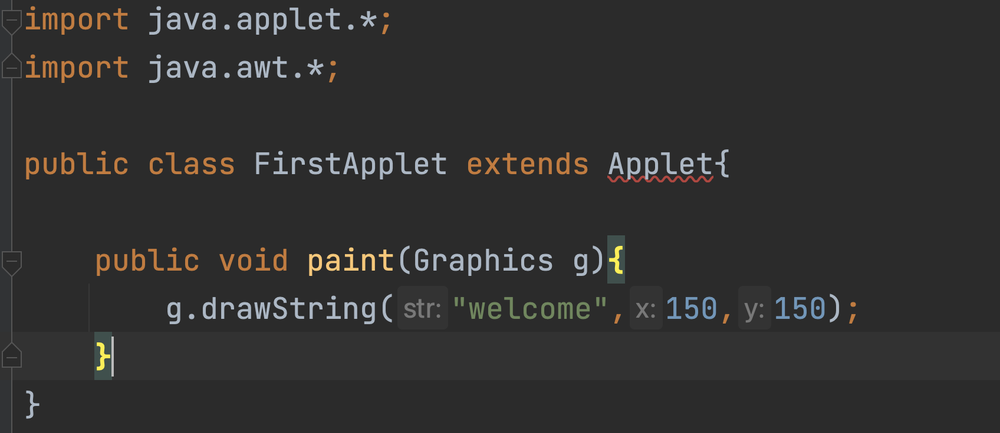 import java.applet.*;
import java.awt.*;
public class FirstApplet extends Applet{
public void paint(Graphics g){
g.drawString( str: "welcome", x: 150, y: 150);
}
}